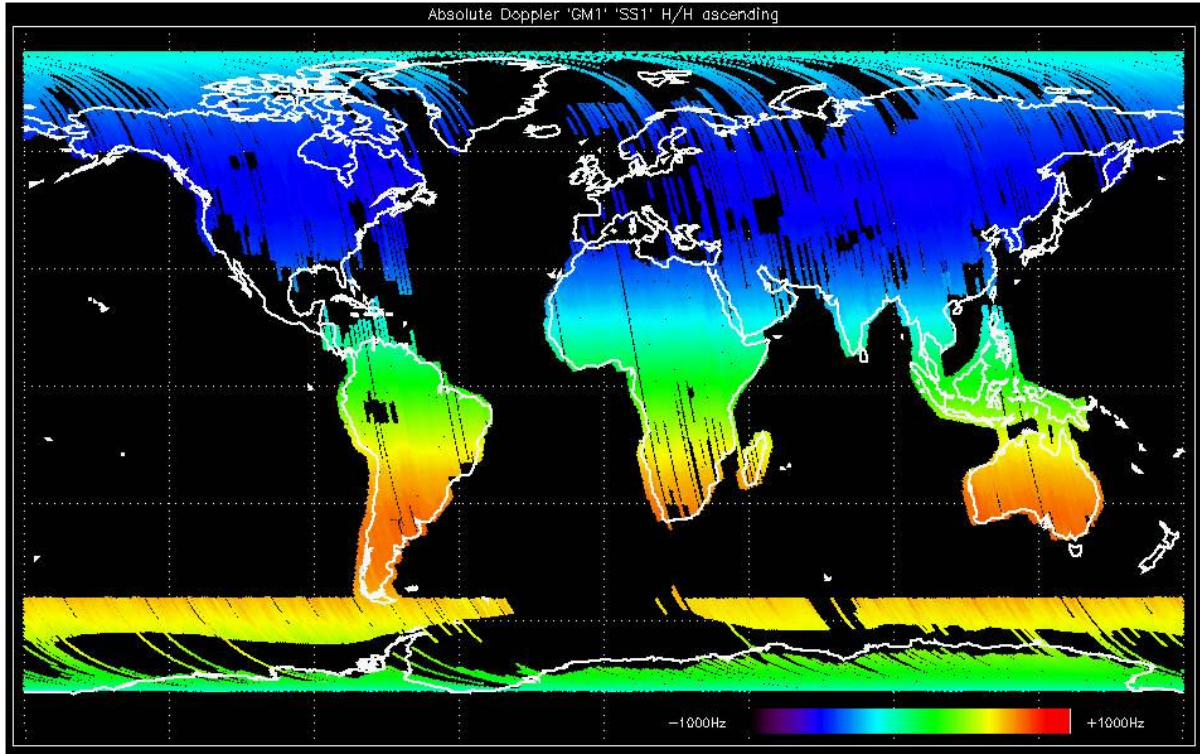 Absolute Doppler 'GM1' 'SS1' H/H ascending
-1000Hz +1000Hz